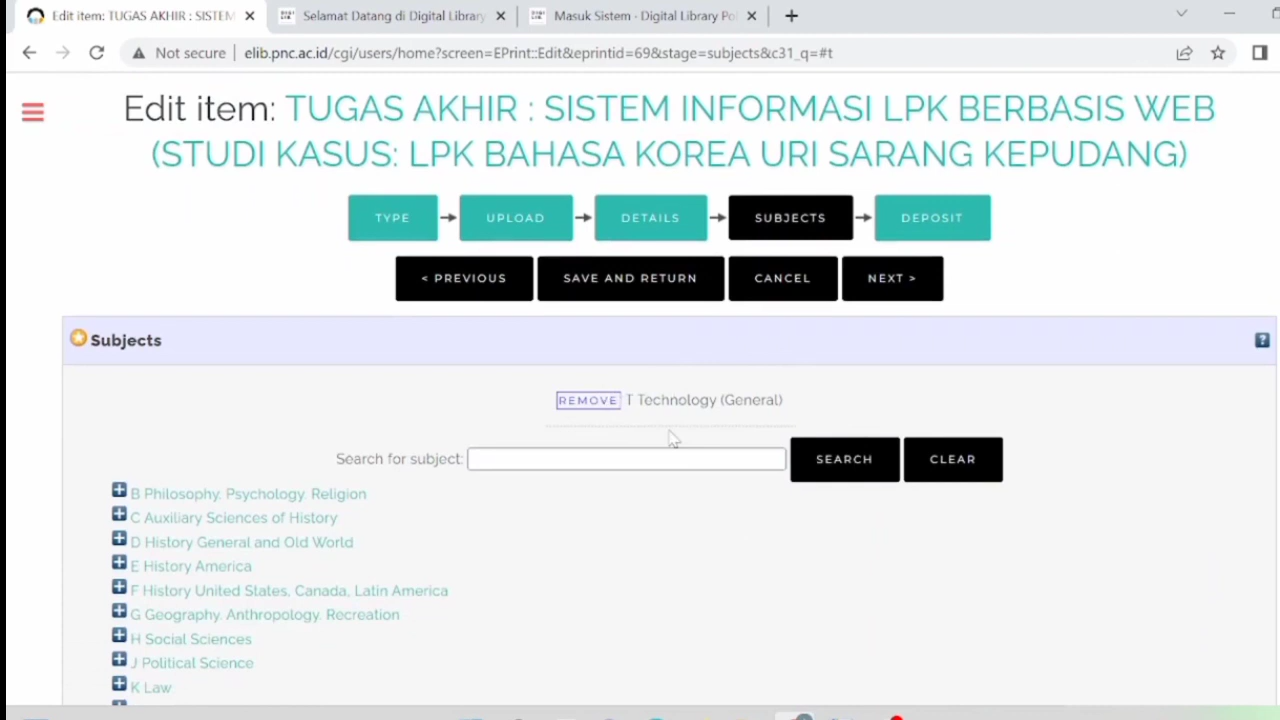 Edit item: TUGAS AKHIR : SISTEM
Selamat Datang di Digital Library
Masuk Sistem - Digital Library Pol
Not secure
elib.pnc.ac.id/cgi/users/home?screen=EPrint::Edit&eprintid=69&stage=subjects&c31_q=#t
Edit item: TUGAS AKHIR : SISTEM INFORMASI LPK BERBASIS WEB
(STUDI KASUS: LPK BAHASA KOREA URI SARANG KEPUDANG)
TYPE
UPLOAD
DETAILS
SUBJECTS
DEPOSIT
< PREVIOUS
SAVE AND RETURN
CANCEL
NEXT >
Subjects
?
REMOVE T Technology (General)
Search for subject:
SEARCH
CLEAR
B Philosophy. Psychology. Religion
C Auxiliary Sciences of History
D History General and Old World
E History America
F History United States, Canada, Latin America
G Geography. Anthropology. Recreation
H Social Sciences
J Political Science
K Law